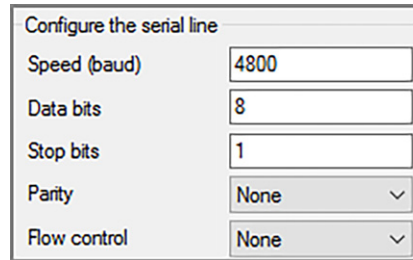 Configure the serial line
Speed (baud) 4800
Data bits 8
Stop bits 1
Parity None
Flow control None